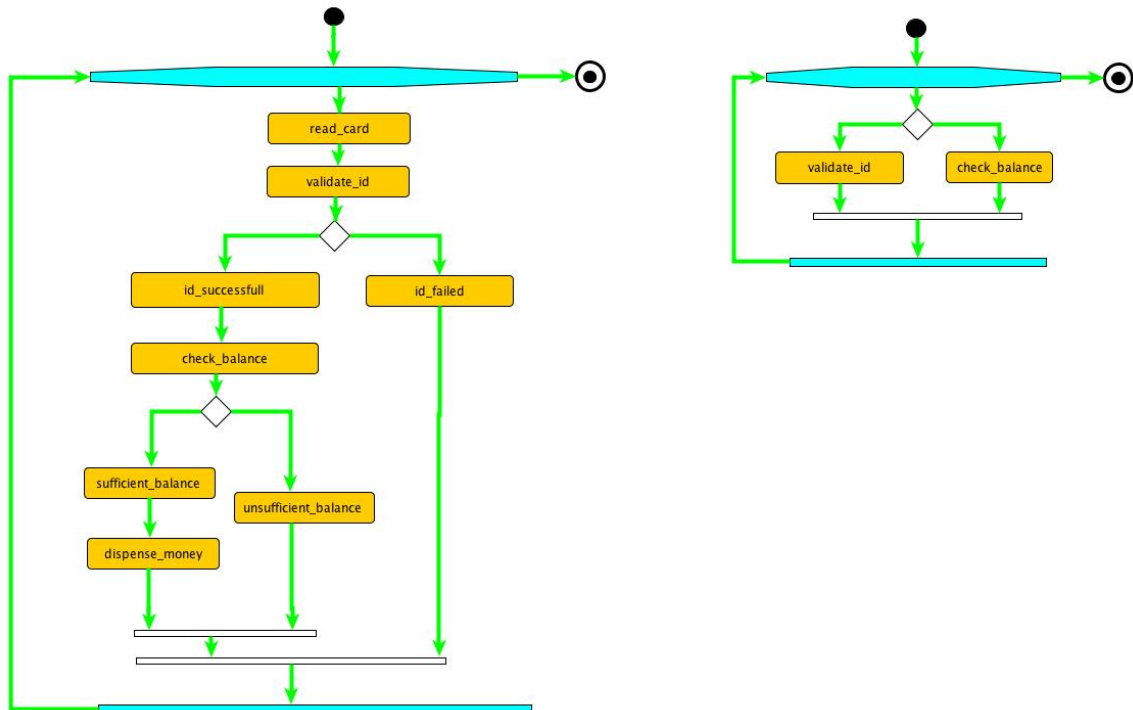 read_card
validate_id
id_successfull
id_failed
check_balance
sufficient_balance
unsufficient_balance
dispense_money
validate_id
check_balance